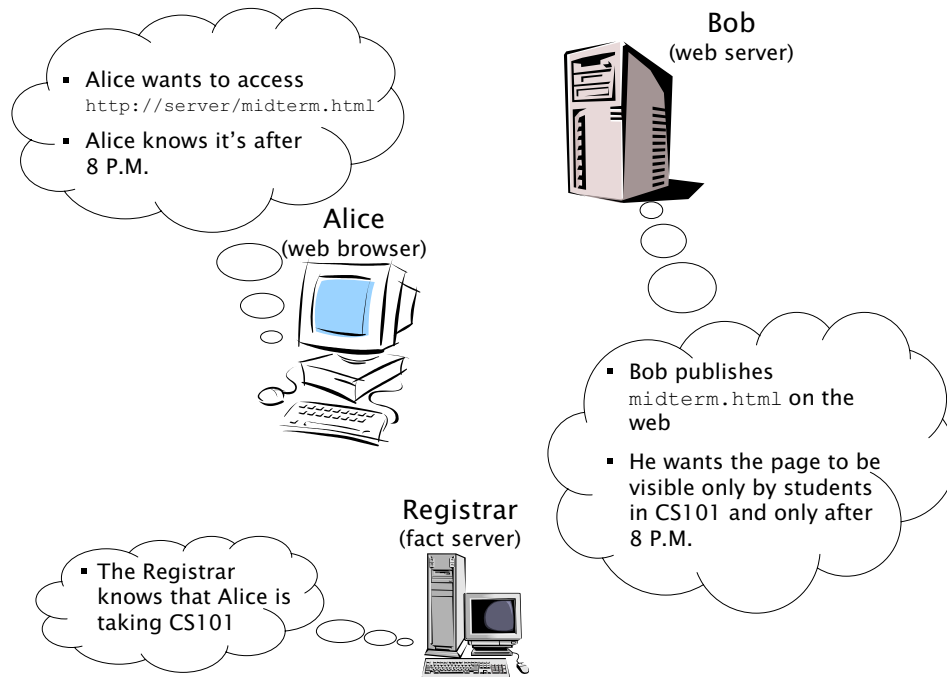 ▪ Alice wants to access
http://server/midterm.html
▪ Alice knows it's after
8 P.M.
Alice
(web browser)
Bob
(web server)
▪ Bob publishes
midterm.html on the
web
▪ He wants the page to be
visible only by students
in CS101 and only after
8 P.M.
Registrar
(fact server)
▪ The Registrar
knows that Alice is
taking CS101